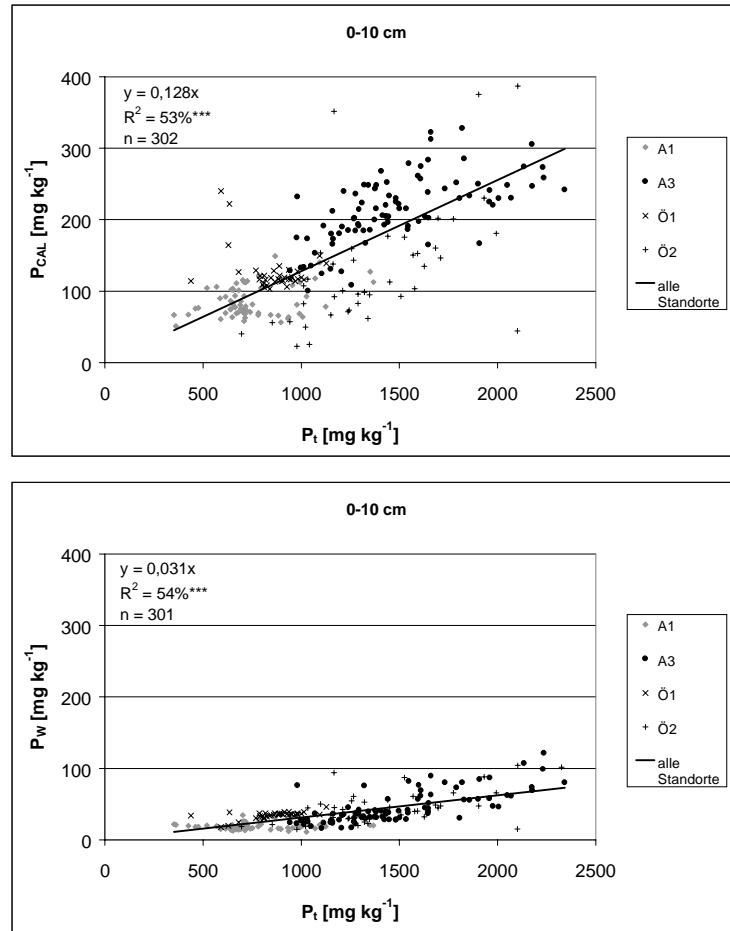 0-10 cm
y = 0,128x
R² = 53%***
n = 302
400
300
200
100
0
P_CAL [mg kg⁻¹]
0 500 1000 1500 2000 2500
P_t [mg kg⁻¹]
A1
A3
Ö1
Ö2
alle
Standorte
0-10 cm
y = 0,031x
R² = 54%***
n = 301
400
300
200
100
0
P_W [mg kg⁻¹]
0 500 1000 1500 2000 2500
P_t [mg kg⁻¹]
A1
A3
Ö1
Ö2
alle
Standorte